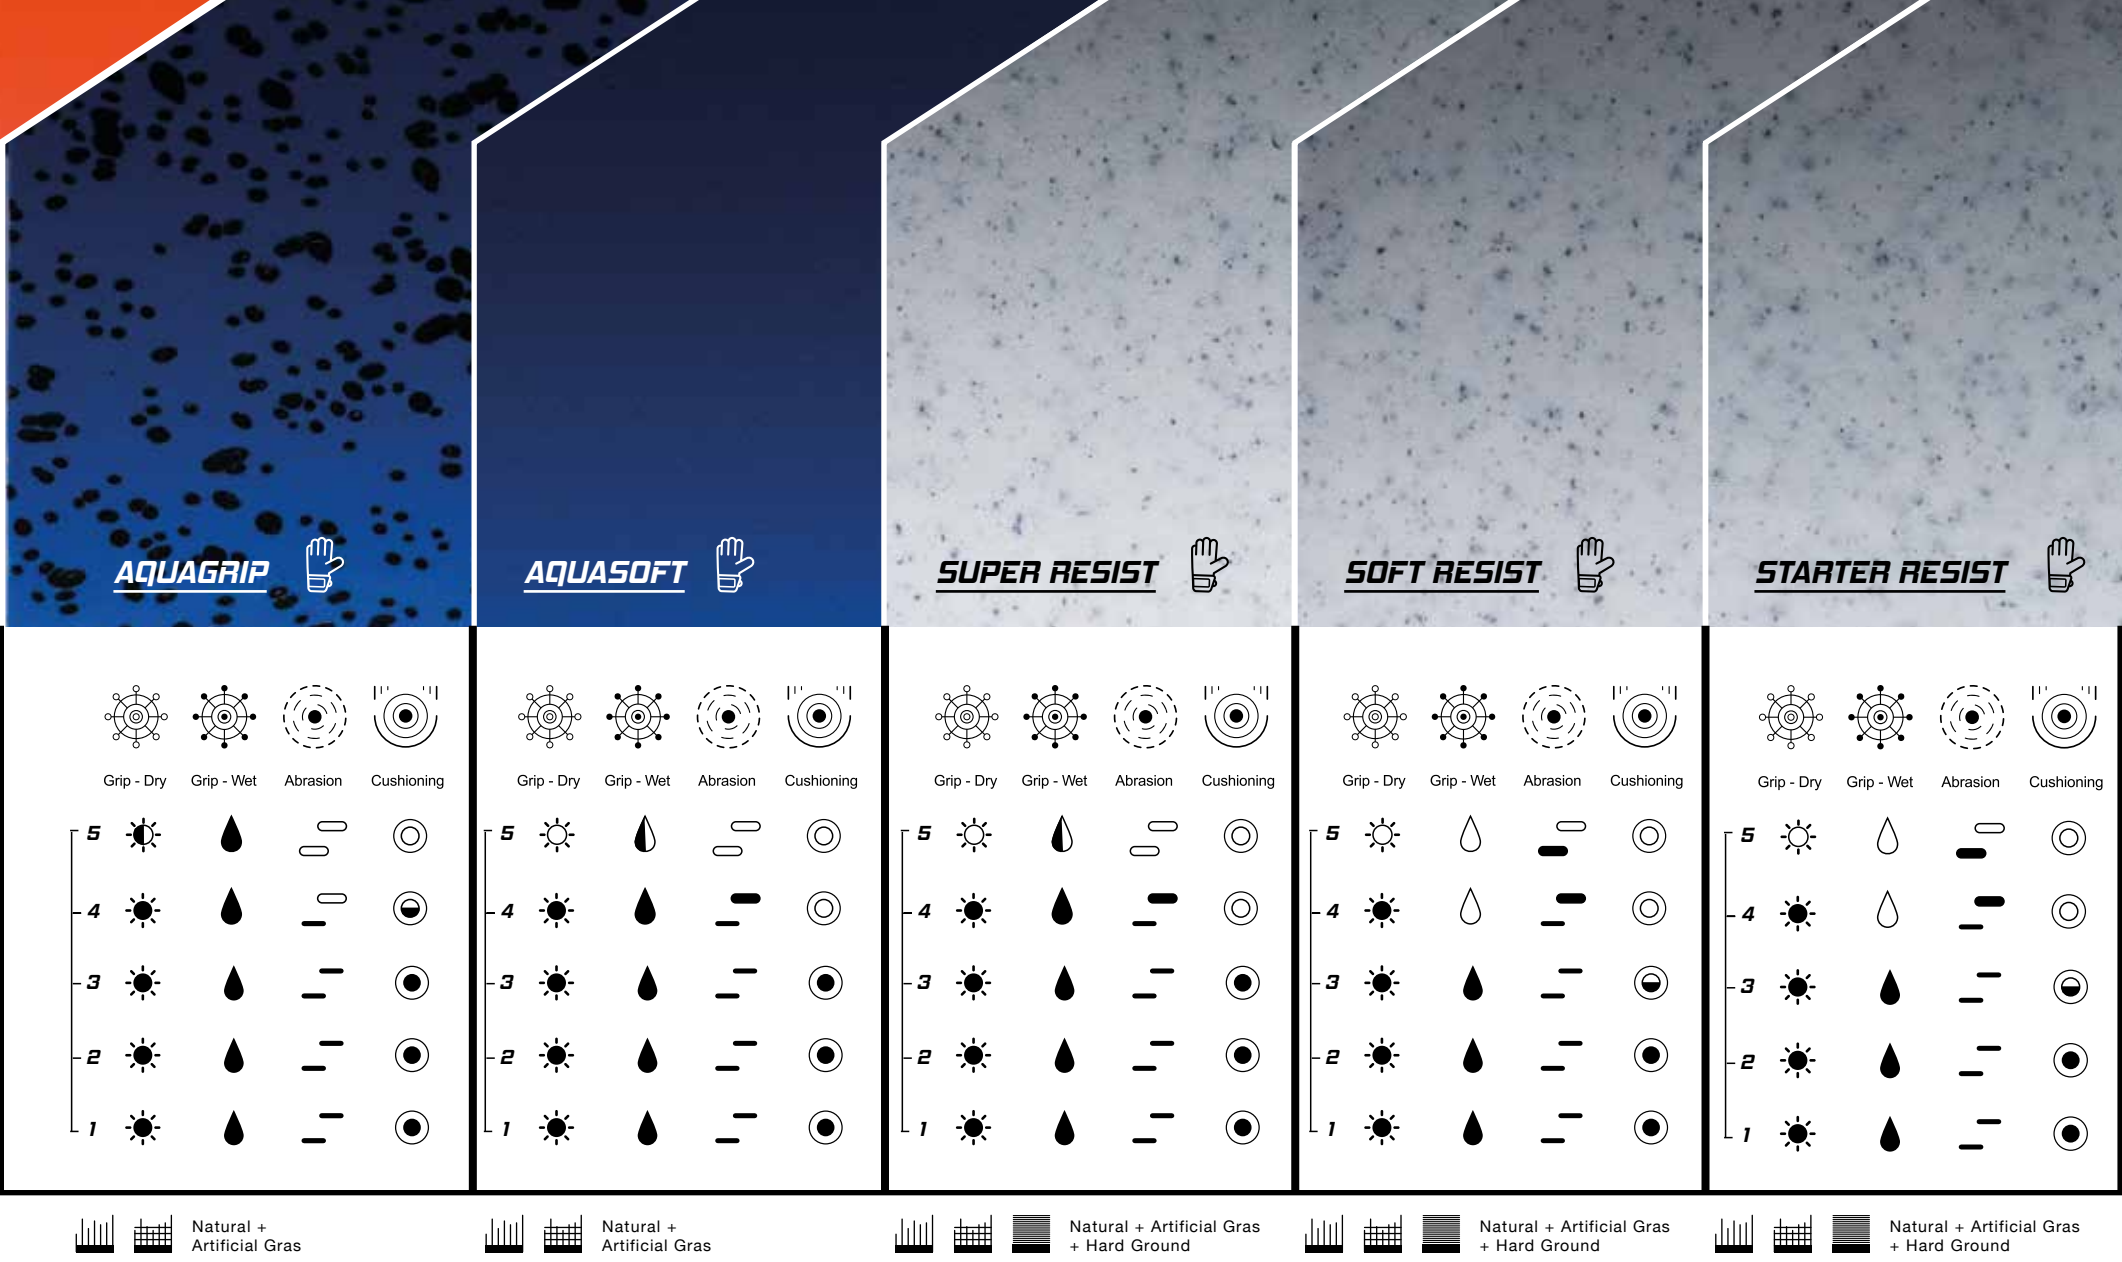 AQUAGRIP
AQUASOFT
SUPER RESIST
SOFT RESIST
STARTER RESIST
Grip - Dry Grip - Wet Abrasion Cushioning
5
4
3
2
1
Natural +
Artificial Gras
Grip - Dry Grip - Wet Abrasion Cushioning
5
4
3
2
1
Natural +
Artificial Gras
Grip - Dry Grip - Wet Abrasion Cushioning
5
4
3
2
1
Natural + Artificial Gras
+ Hard Ground
Grip - Dry Grip - Wet Abrasion Cushioning
5
4
3
2
1
Natural + Artificial Gras
+ Hard Ground
Grip - Dry Grip - Wet Abrasion Cushioning
5
4
3
2
1
Natural + Artificial Gras
+ Hard Ground